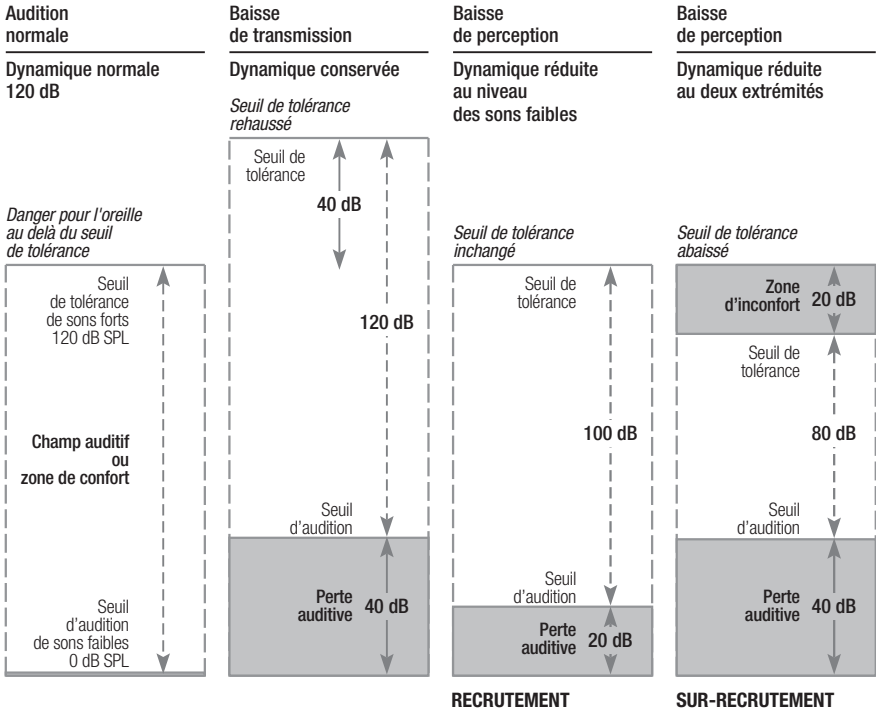 Audition
normale
Dynamique normale
120 dB
Danger pour l'oreille
au delà du seuil
de tolérance
Seuil
de tolérance
de sons forts
120 dB SPL
Champ auditif
ou
zone de confort
Seuil
d'audition
de sons faibles
0 dB SPL
Baisse
de transmission
Dynamique conservée
Seuil de tolérance
rehaussé
Seuil de
tolérance
40 dB
120 dB
Seuil
d'audition
Perte
auditive
40 dB
Baisse
de perception
Dynamique réduite
au niveau
des sons faibles
Seuil de tolérance
inchangé
Seuil de
tolérance
100 dB
Seuil
d'audition
Perte
auditive
20 dB
RECRUTEMENT
Baisse
de perception
Dynamique réduite
au deux extrémités
Seuil de tolérance
abaissé
Zone
d'inconfort
20 dB
Seuil de
tolérance
80 dB
Seuil
d'audition
Perte
auditive
40 dB
SUR-RECRUTEMENT